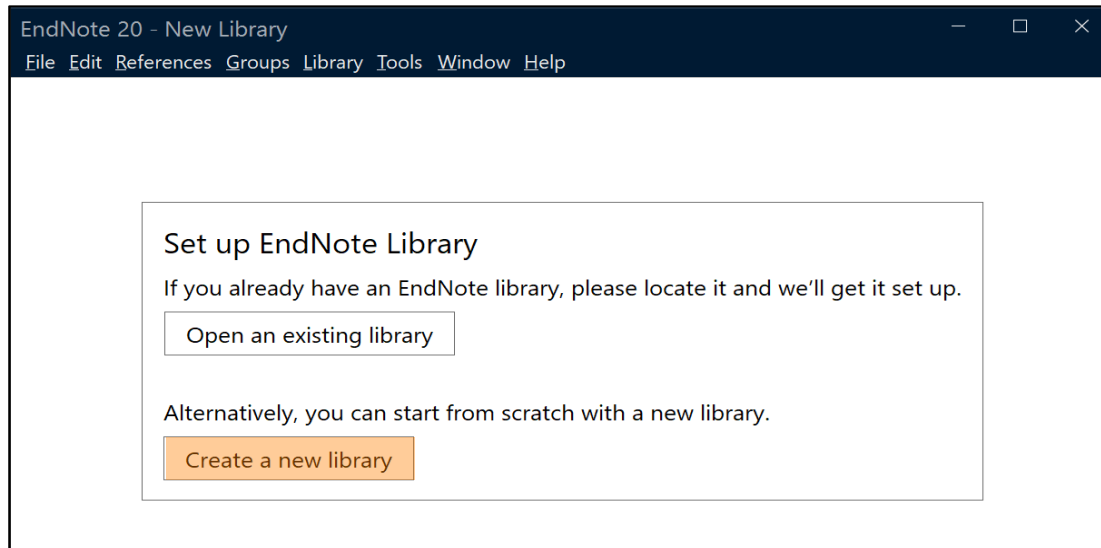 EndNote 20 - New Library
File Edit References Groups Library Tools Window Help
Set up EndNote Library
If you already have an EndNote library, please locate it and we’ll get it set up.
Open an existing library
Alternatively, you can start from scratch with a new library.
Create a new library